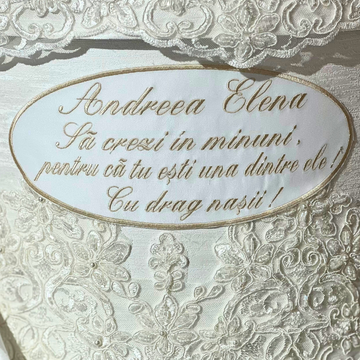 Andreea Elena
Să crezi în minuni,
pentru că tu ești una dintre ele!
Cu drag nașii!